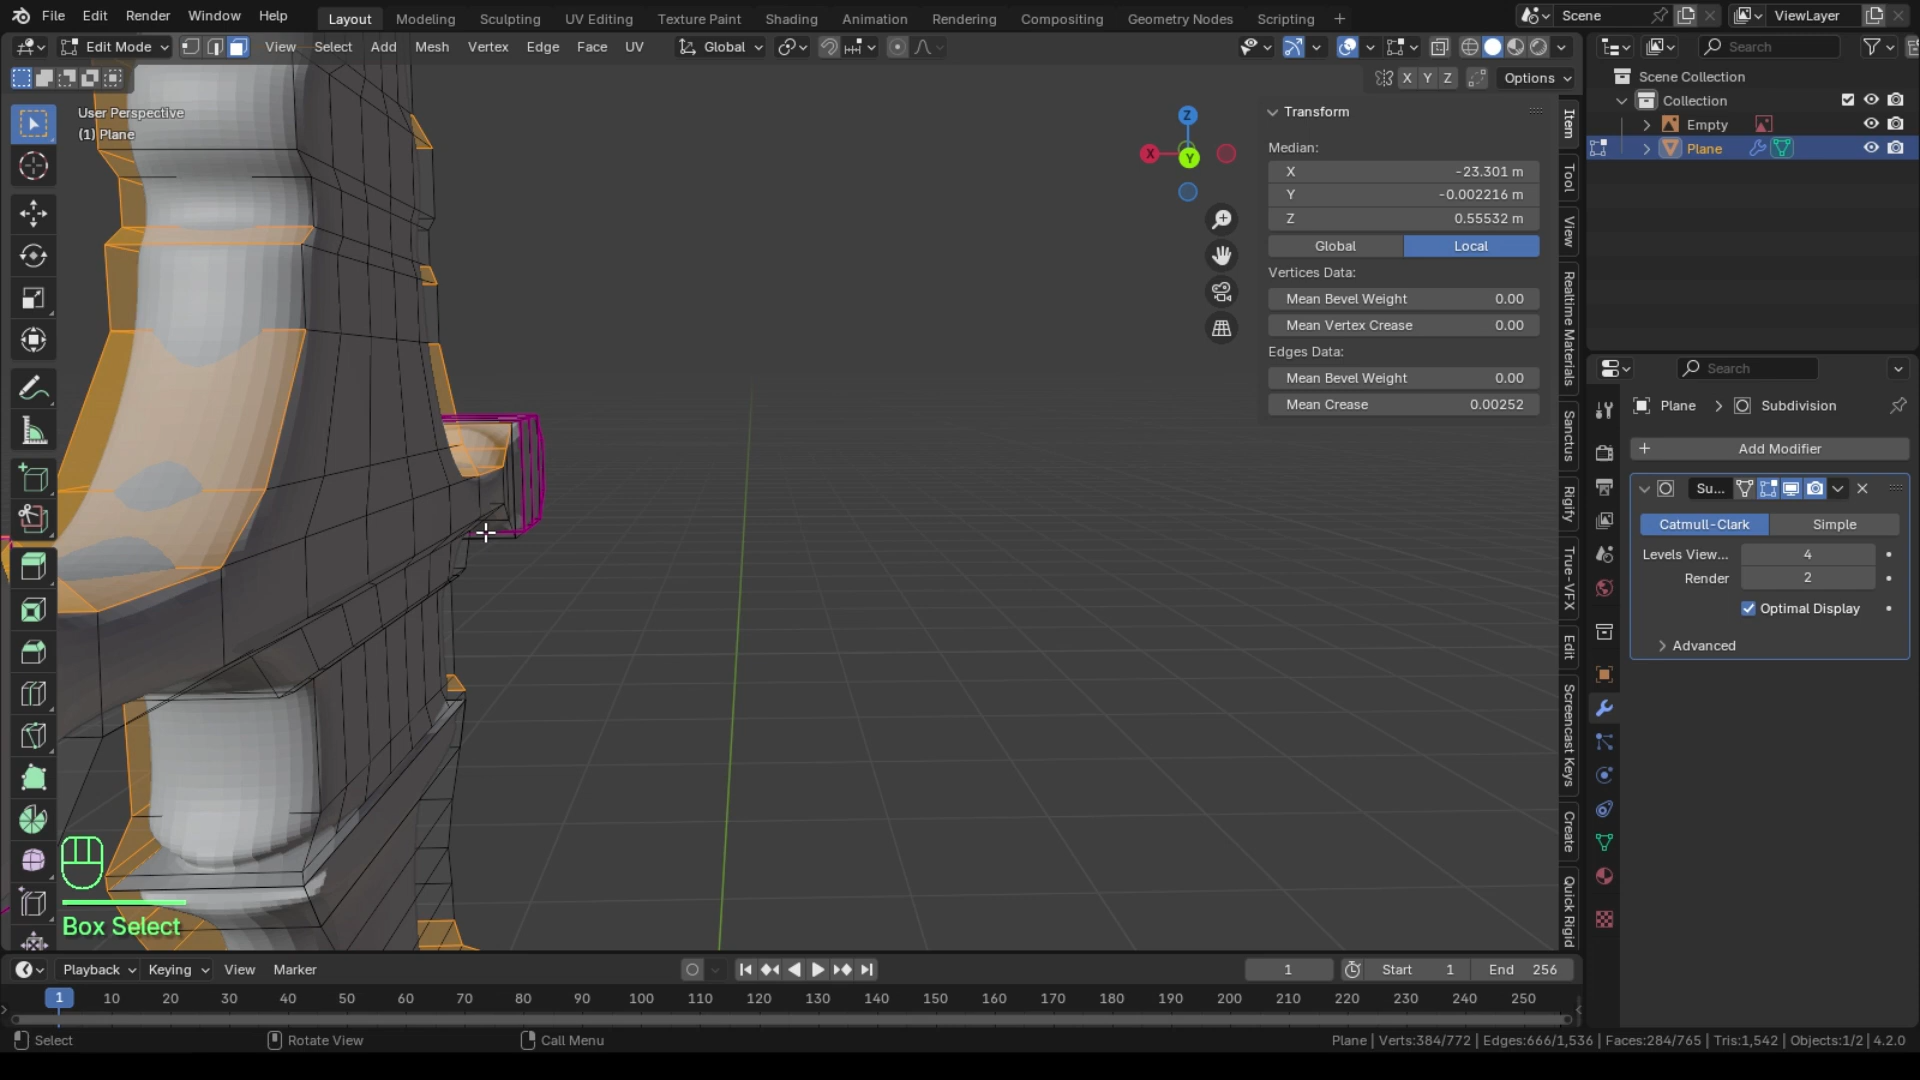 File Edit Render Window Help Layout Modeling Sculpting UV Editing Texture Paint Shading Animation Rendering Compositing Geometry Nodes Scripting Scene ViewLayer
Edit Mode View Select Add Mesh Vertex Edge Face UV Global Search
X Y Z Options
Scene Collection
Collection
Empty
Plane
User Perspective
(1) Plane
Z
X
Y
Transform
Median:
X -23.301 m
Y -0.002216 m
Z 0.55532 m
Global Local
Vertices Data:
Mean Bevel Weight 0.00
Mean Vertex Crease 0.00
Edges Data:
Mean Bevel Weight 0.00
Mean Crease 0.00252
Item
Tool
View
Realtime Materials
Sanctus
Rigify
True-VFX
Edit
Screencast Keys
Create
Quick Rigid
Search
Plane Subdivision
Add Modifier
Su...
Catmull-Clark Simple
Levels View... 4
Render 2
Optimal Display
Advanced
Box Select
Playback Keying View Marker 1 Start 1 End 256
1 10 20 30 40 50 60 70 80 90 100 110 120 130 140 150 160 170 180 190 200 210 220 230 240 250
Select Rotate View Call Menu Plane | Verts:384/772 | Edges:666/1,536 | Faces:284/765 | Tris:1,542 | Objects:1/2 | 4.2.0